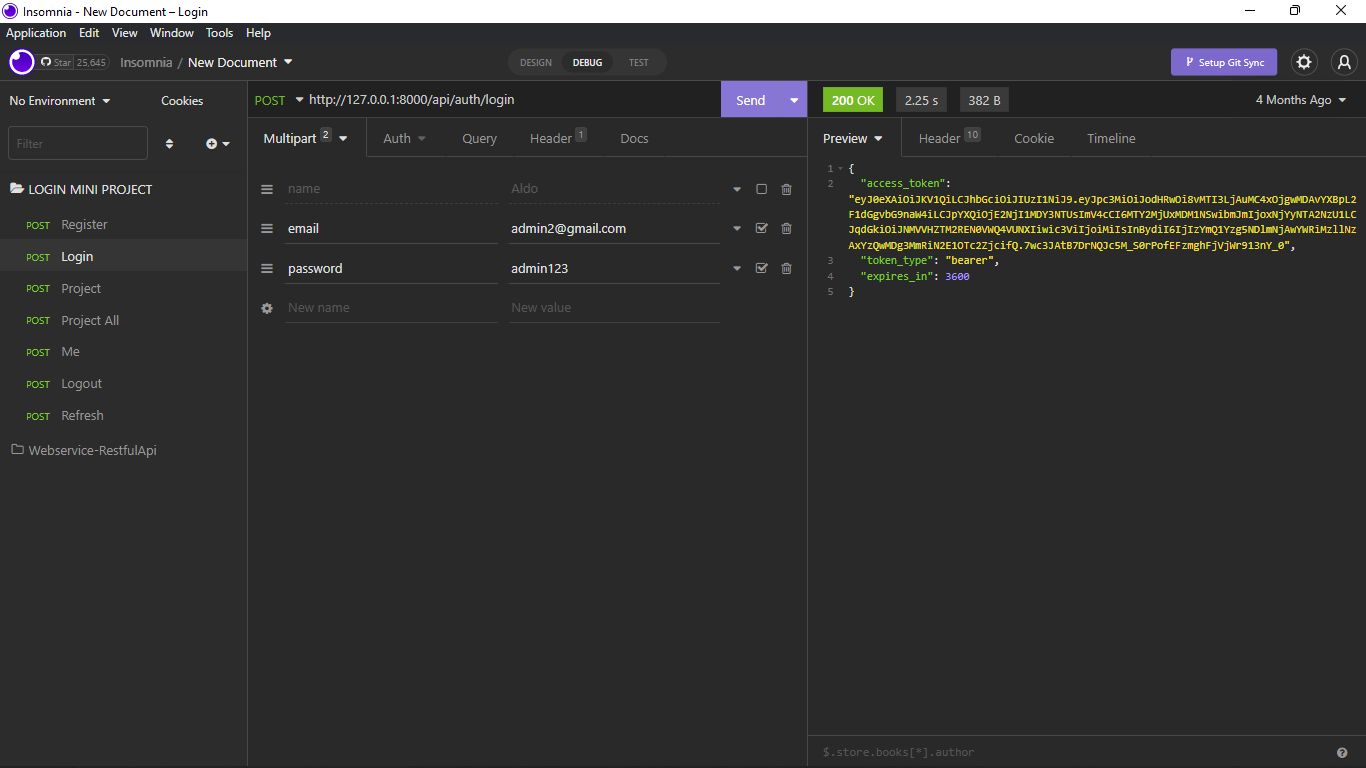 Insomnia - New Document – Login
Application Edit View Window Tools Help
Star 25,645 Insomnia / New Document DESIGN DEBUG TEST Setup Git Sync
No Environment Cookies
Filter
LOGIN MINI PROJECT
POST Register
POST Login
POST Project
POST Project All
POST Me
POST Logout
POST Refresh
Webservice-RestfulApi
POST http://127.0.0.1:8000/api/auth/login Send
Multipart 2 Auth Query Header 1 Docs
name Aldo
email admin2@gmail.com
password admin123
New name New value
200 OK 2.25 s 382 B 4 Months Ago
Preview Header 10 Cookie Timeline
1 {
2 "access_token":
"eyJ0eXAiOiJKV1QiLCJhbGciOiJIUzI1NiJ9.eyJpc3MiOiJodHRwOi8vMTI3LjAuMC4xOjgwMDAvYXBpL2
3 "token_type": "bearer",
4 "expires_in": 3600
5 }
$.store.books[*].author